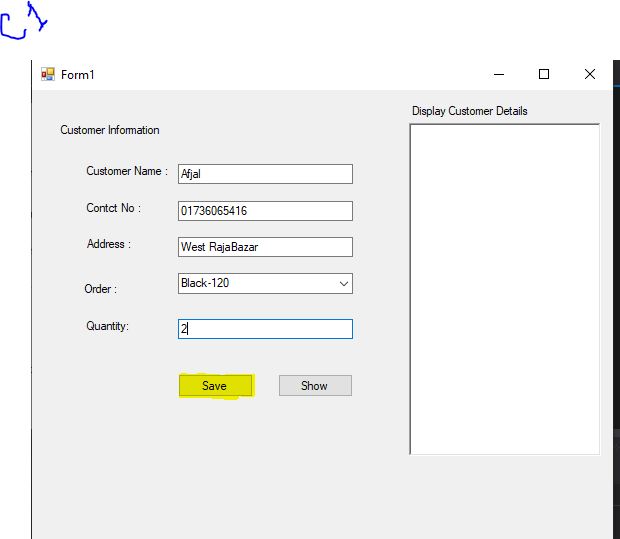 Form1
Display Customer Details
Customer Information
Customer Name :
Afjal
Contct No :
01736065416
Address :
West RajaBazar
Order :
Black-120
Quantity:
2
Save
Show